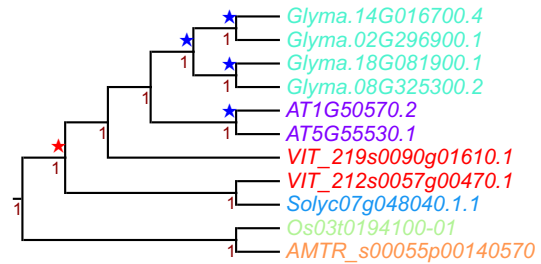 Glyma.14G016700.4
1
Glyma.02G296900.1
1
Glyma.18G081900.1
1
Glyma.08G325300.2
1
AT1G50570.2
1
1
AT5G55530.1
VIT_219s0090g01610.1
1
VIT_212s0057g00470.1
1
Solyc07g048040.1.1
1
Os03t0194100-01
1
AMTR_s00055p00140570